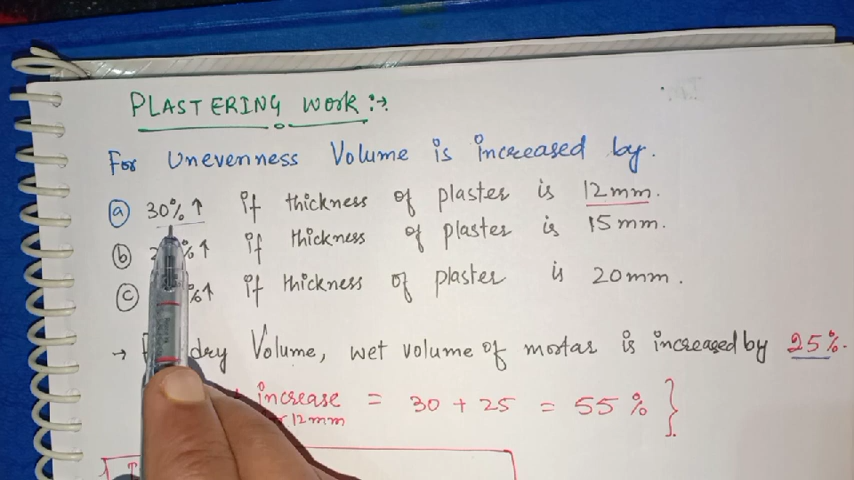 PLASTERING WORK :→
For Unevenness Volume is increased by.
(a) 30% ↑ if thickness of plaster is 12mm.
(b) % ↑ if thickness of plaster is 15mm.
(c) %↑ if thickness of plaster is 20mm.
→ dry Volume, wet volume of mortar is increased by 25%.
increase = 30 + 25 = 55 % }
12mm